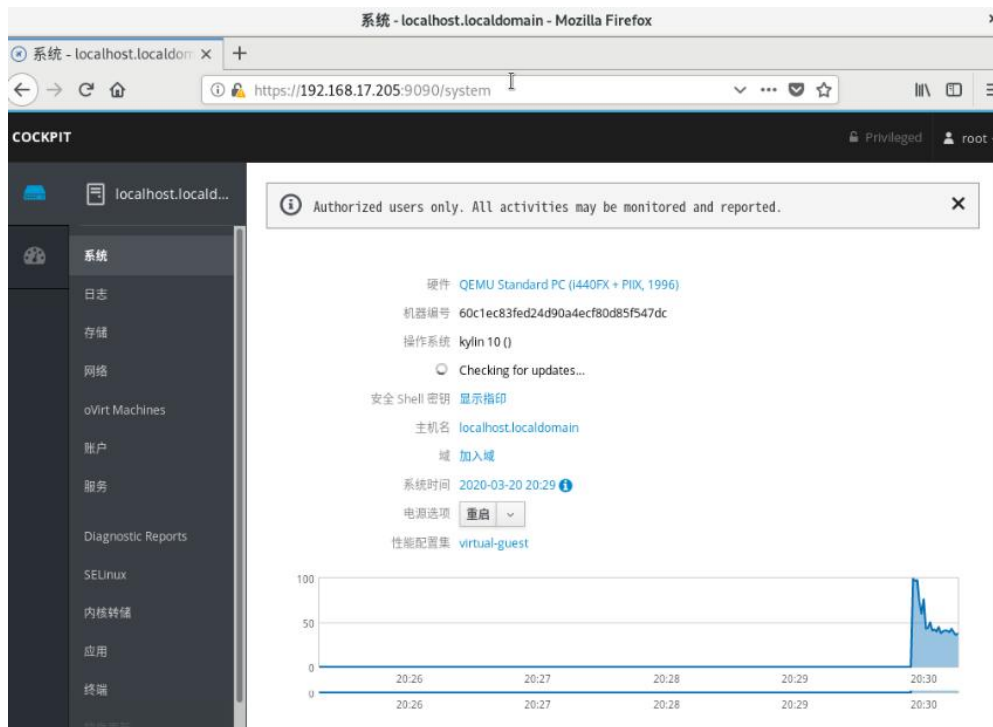 系统 - localhost.localdomain - Mozilla Firefox
系统 - localhost.localdom
https://192.168.17.205:9090/system
COCKPIT
Privileged
root
localhost.locald...
Authorized users only. All activities may be monitored and reported.
系统
日志
存储
网络
oVirt Machines
账户
服务
Diagnostic Reports
SELinux
内核转储
应用
终端
硬件 QEMU Standard PC (i440FX + PIIX, 1996)
机器编号 60c1ec83fed24d90a4ecf80d85f547dc
操作系统 kylin 10 ()
Checking for updates...
安全 Shell 密钥 显示指印
主机名 localhost.localdomain
域 加入域
系统时间 2020-03-20 20:29
电源选项 重启
性能配置集 virtual-guest
100
50
0
20:26 20:27 20:28 20:29 20:30
0
20:26 20:27 20:28 20:29 20:30